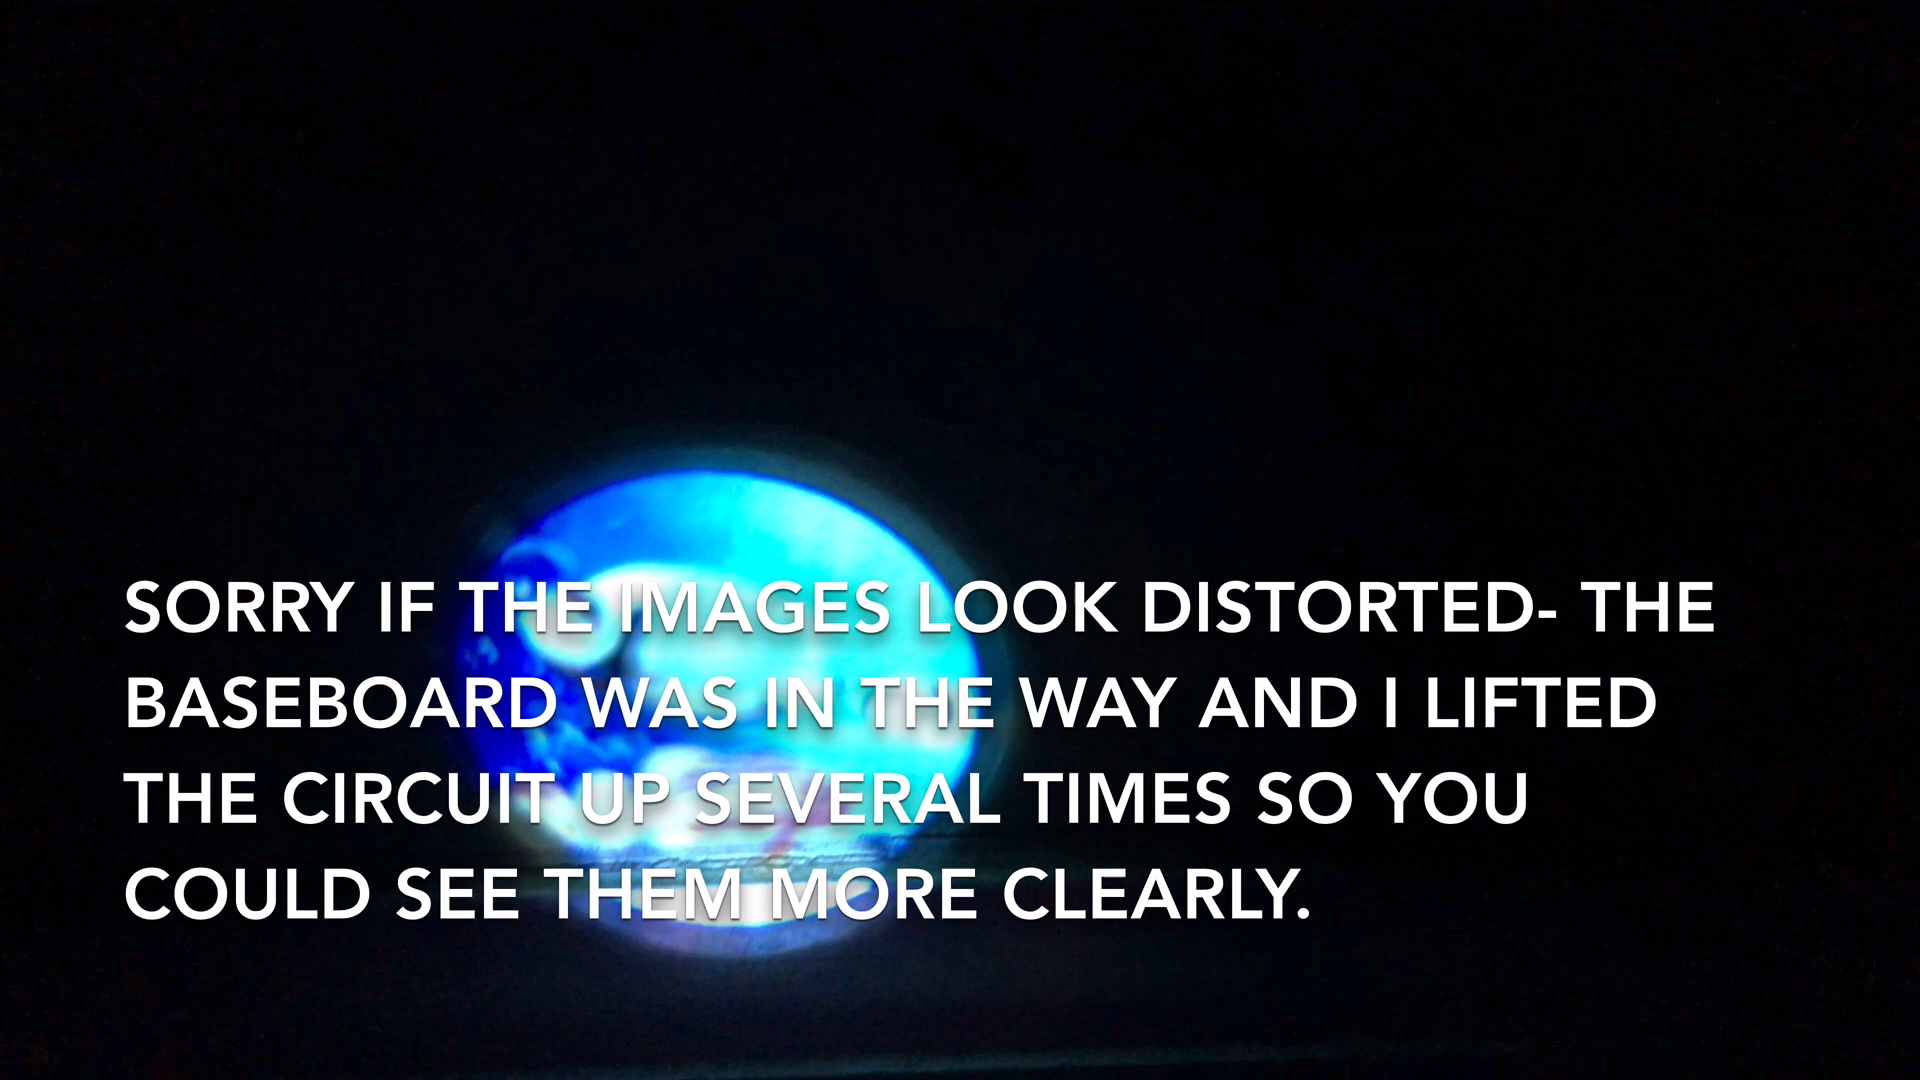 SORRY IF THE IMAGES LOOK DISTORTED- THE
BASEBOARD WAS IN THE WAY AND I LIFTED
THE CIRCUIT UP SEVERAL TIMES SO YOU
COULD SEE THEM MORE CLEARLY.